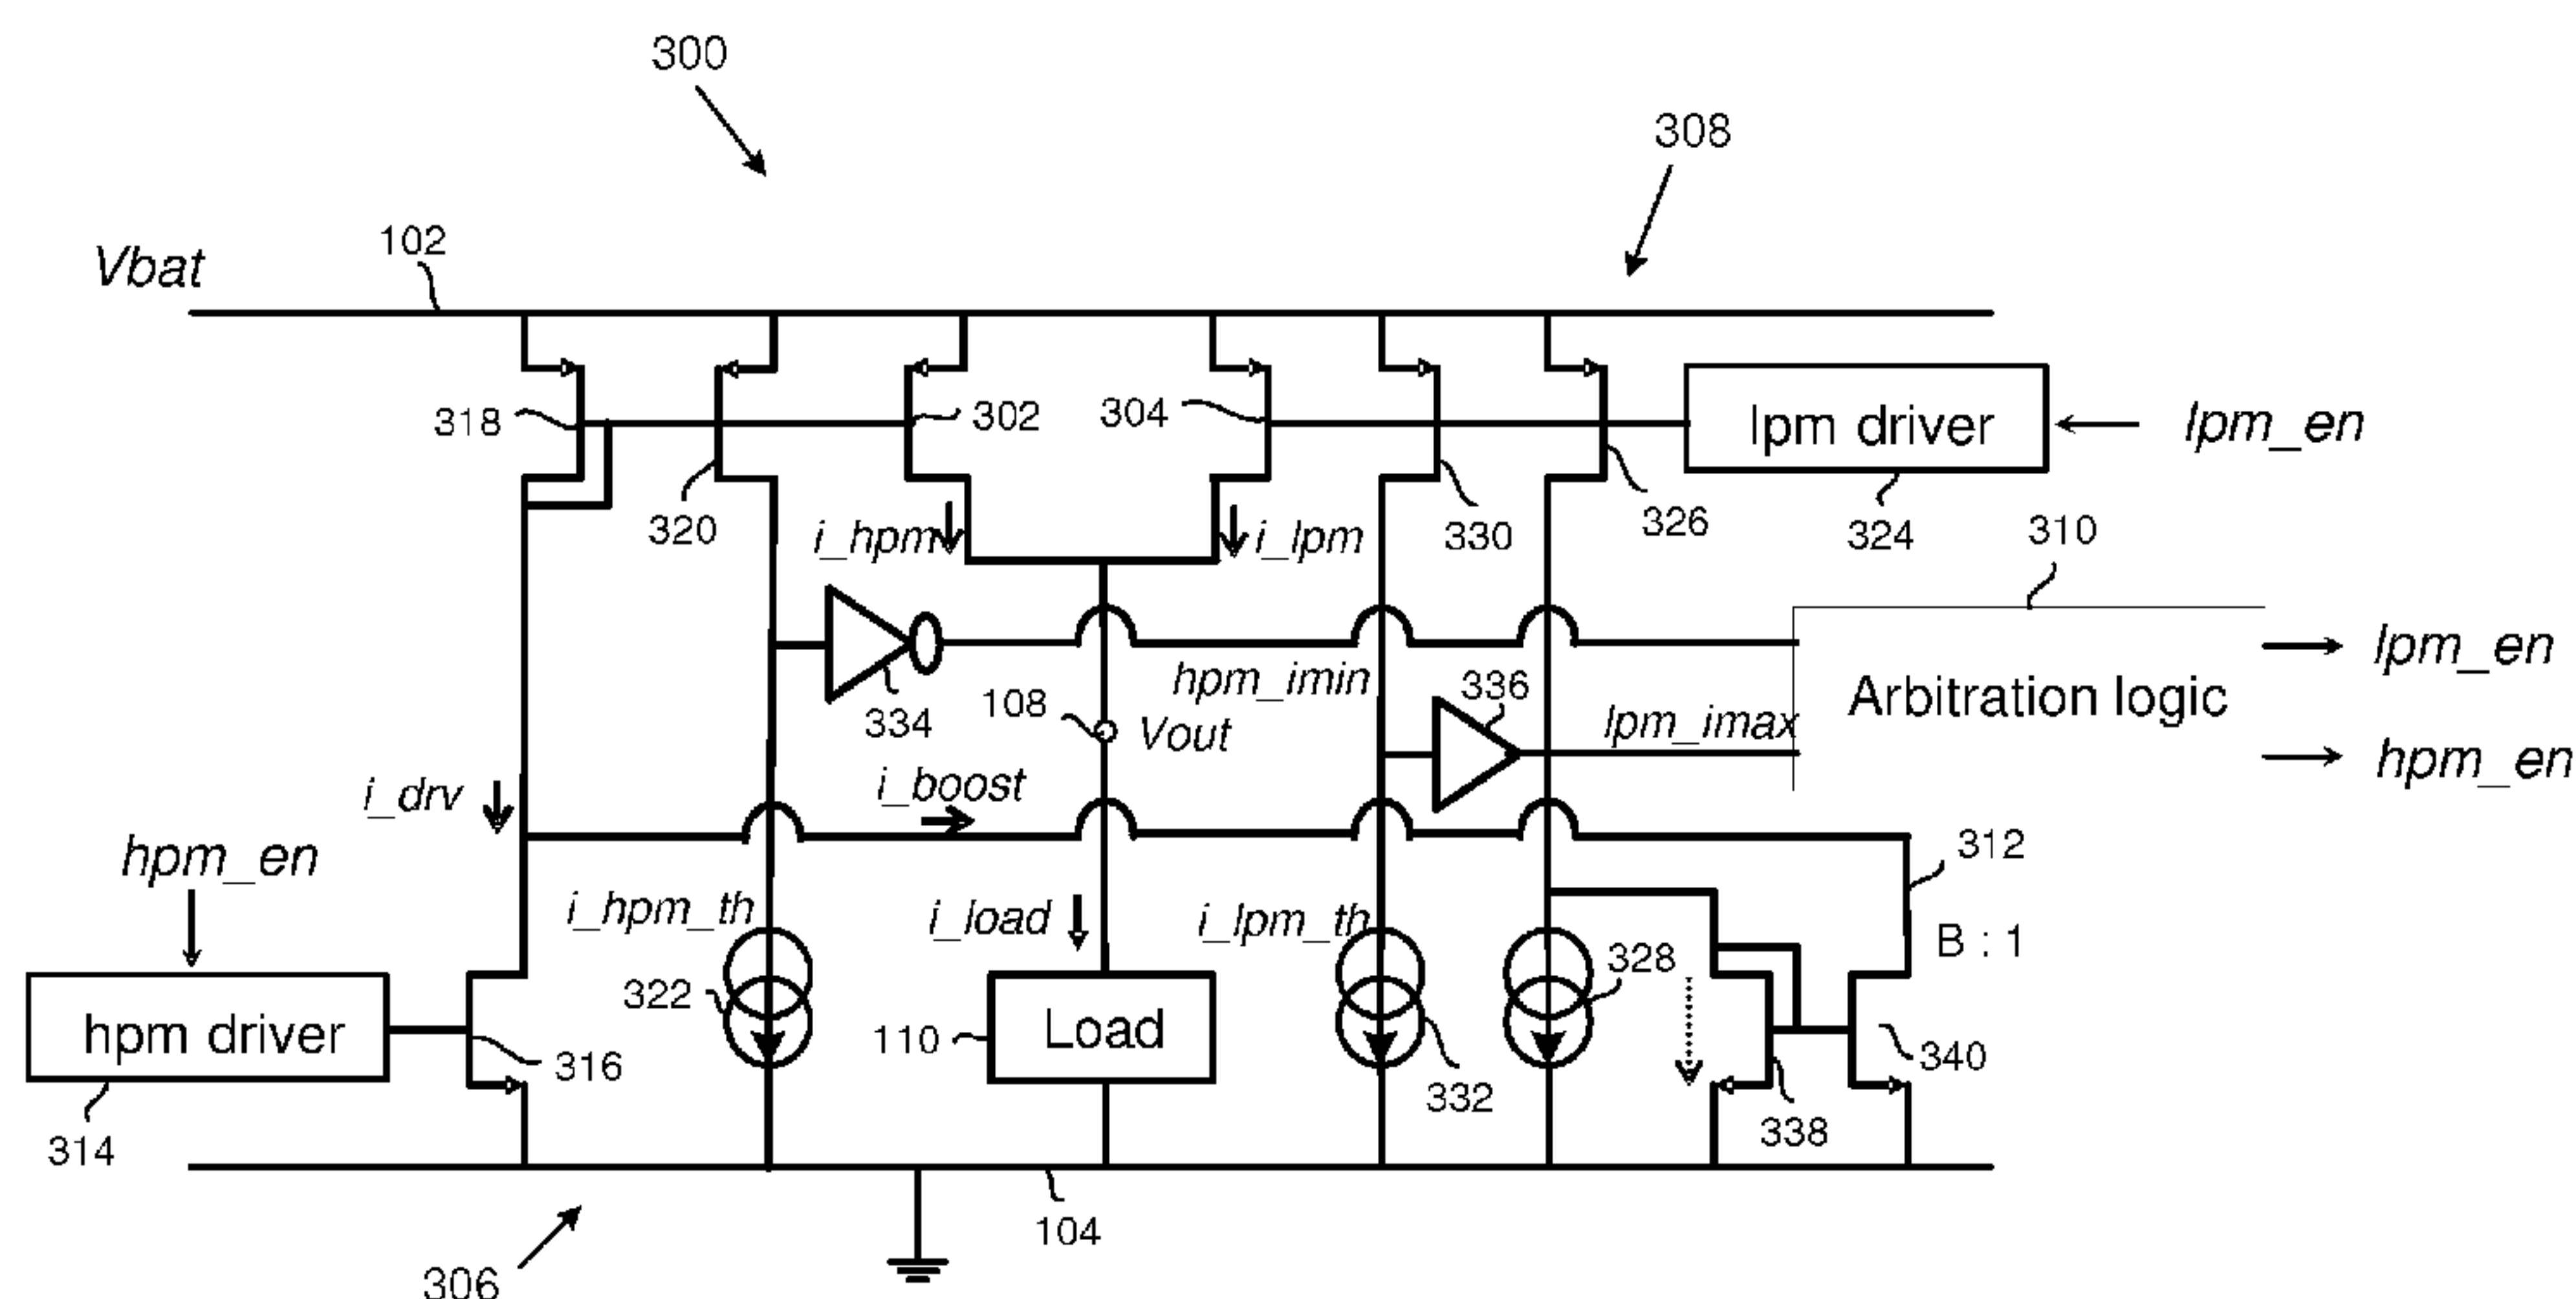 300
308
102
Vbat
318
302
304
lpm driver
lpm_en
320
i_hpm
i_lpm
330
326
324
310
lpm_en
hpm_imin
336
334
108
Vout
lpm_imax
Arbitration logic
hpm_en
i_drv
i_boost
312
hpm_en
i_hpm_th
i_load
i_lpm_th
B : 1
328
322
hpm driver
316
110
Load
332
340
338
314
104
306